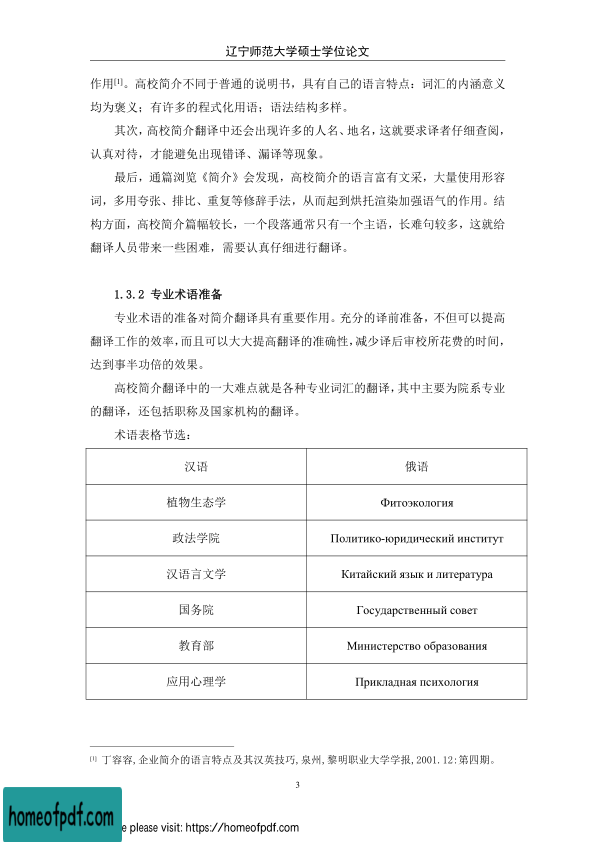 辽宁师范大学硕士学位论文
作用[1]。高校简介不同于普通的说明书，具有自己的语言特点：词汇的内涵意义
均为褒义；有许多的程式化用语；语法结构多样。
其次，高校简介翻译中还会出现许多的人名、地名，这就要求译者仔细查阅，
认真对待，才能避免出现错译、漏译等现象。
最后，通篇浏览《简介》会发现，高校简介的语言富有文采，大量使用形容
词，多用夸张、排比、重复等修辞手法，从而起到烘托渲染加强语气的作用。结
构方面，高校简介篇幅较长，一个段落通常只有一个主语，长难句较多，这就给
翻译人员带来一些困难，需要认真仔细进行翻译。
1.3.2 专业术语准备
专业术语的准备对简介翻译具有重要作用。充分的译前准备，不但可以提高
翻译工作的效率，而且可以大大提高翻译的准确性，减少译后审校所花费的时间，
达到事半功倍的效果。
高校简介翻译中的一大难点就是各种专业词汇的翻译，其中主要为院系专业
的翻译，还包括职称及国家机构的翻译。
术语表格节选：
汉语 俄语
植物生态学 Фитоэкология
政法学院 Политико-юридический институт
汉语言文学 Китайский язык и литература
国务院 Государственный совет
教育部 Министерство образования
应用心理学 Прикладная психология
[1] 丁容容,企业简介的语言特点及其汉英技巧,泉州,黎明职业大学学报,2001.12:第四期。
3
homeofpdf.com
please visit: https://homeofpdf.com